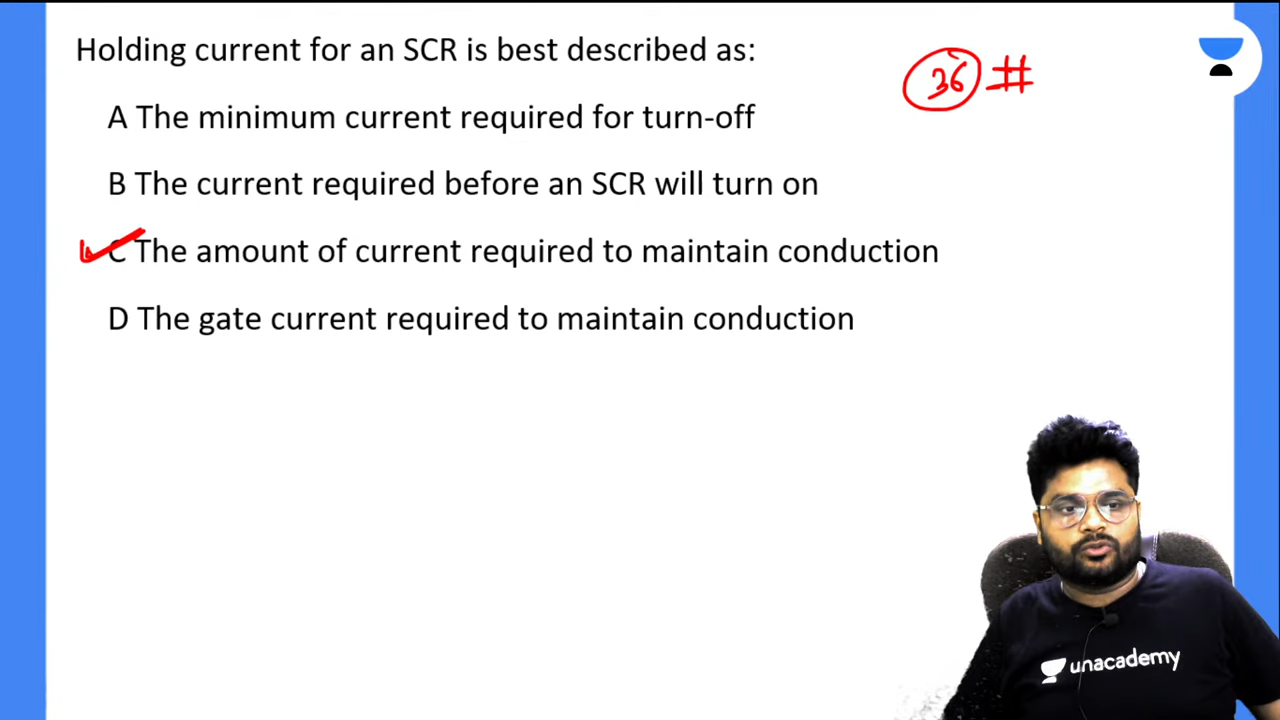 Holding current for an SCR is best described as:
36 #
A The minimum current required for turn-off
B The current required before an SCR will turn on
C The amount of current required to maintain conduction
D The gate current required to maintain conduction
unacademy